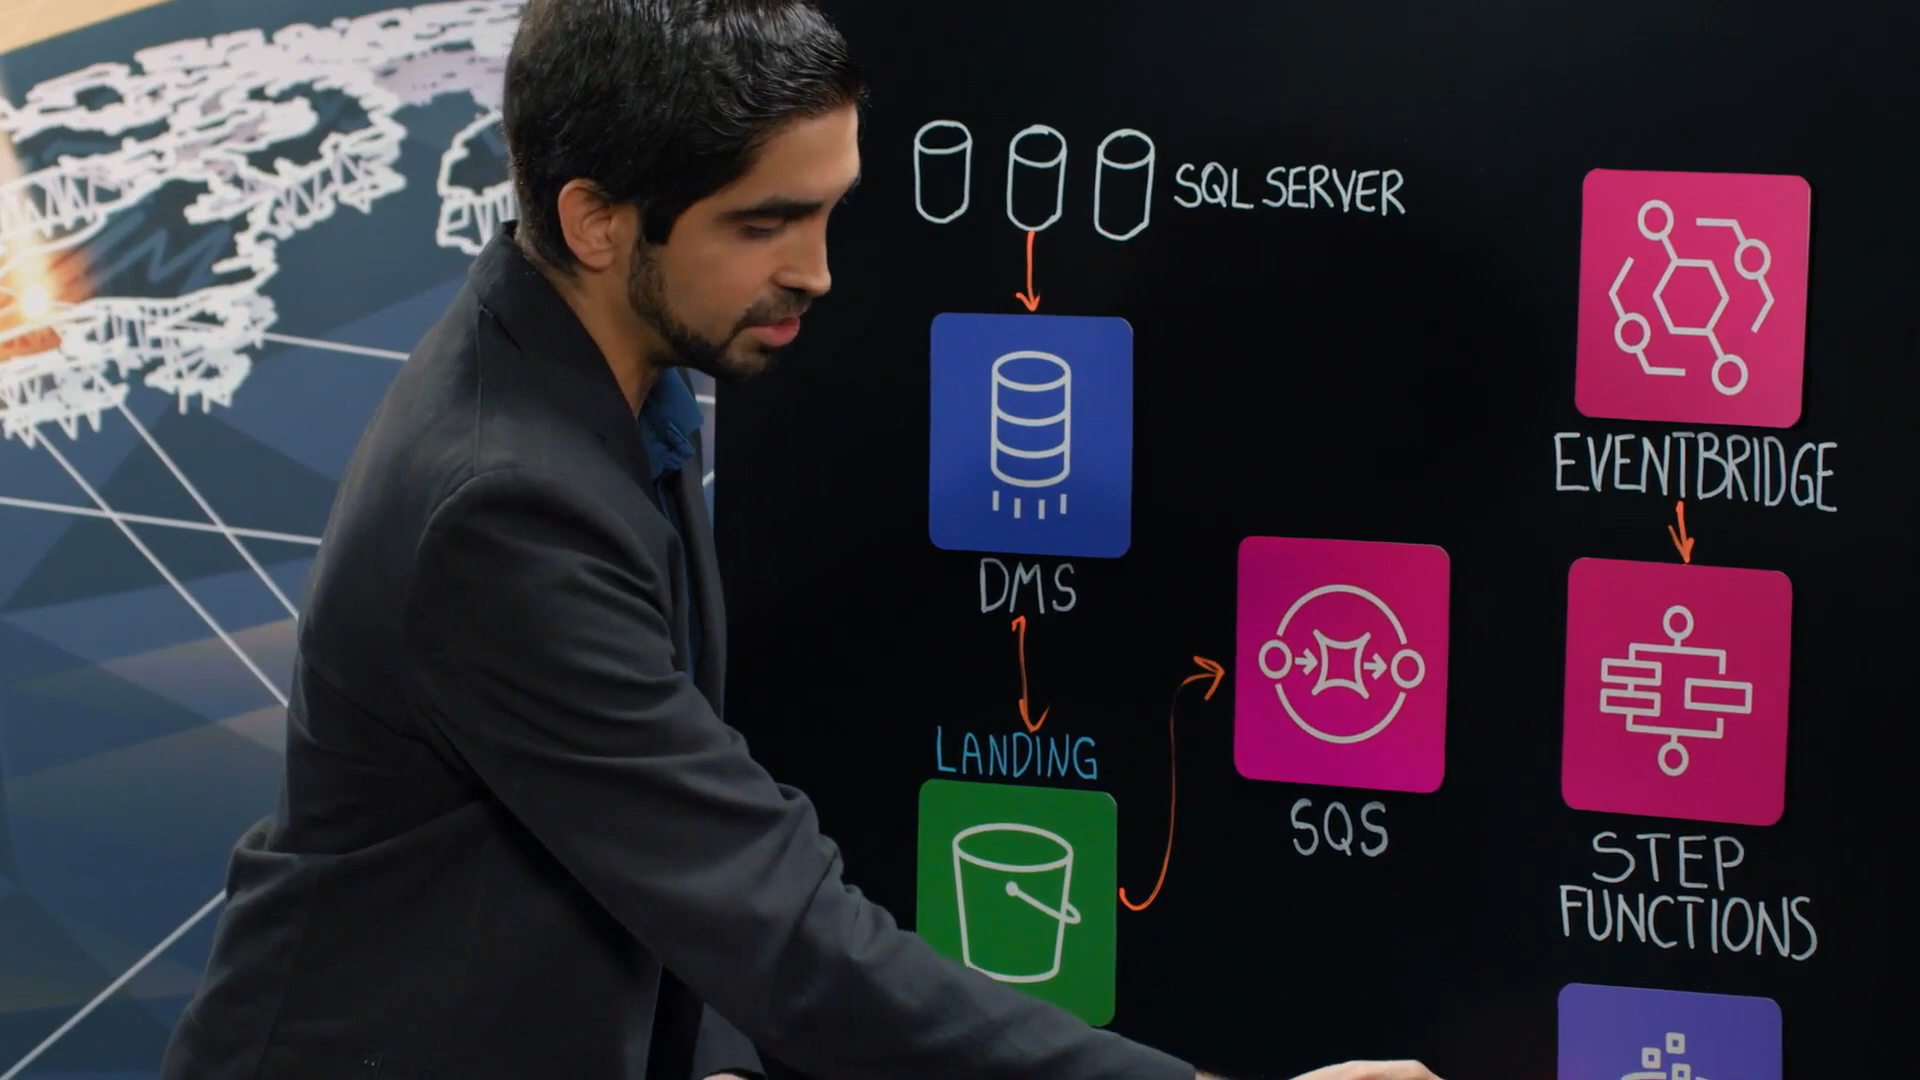 SQL SERVER
DMS
LANDING
SQS
EVENTBRIDGE
STEP
FUNCTIONS